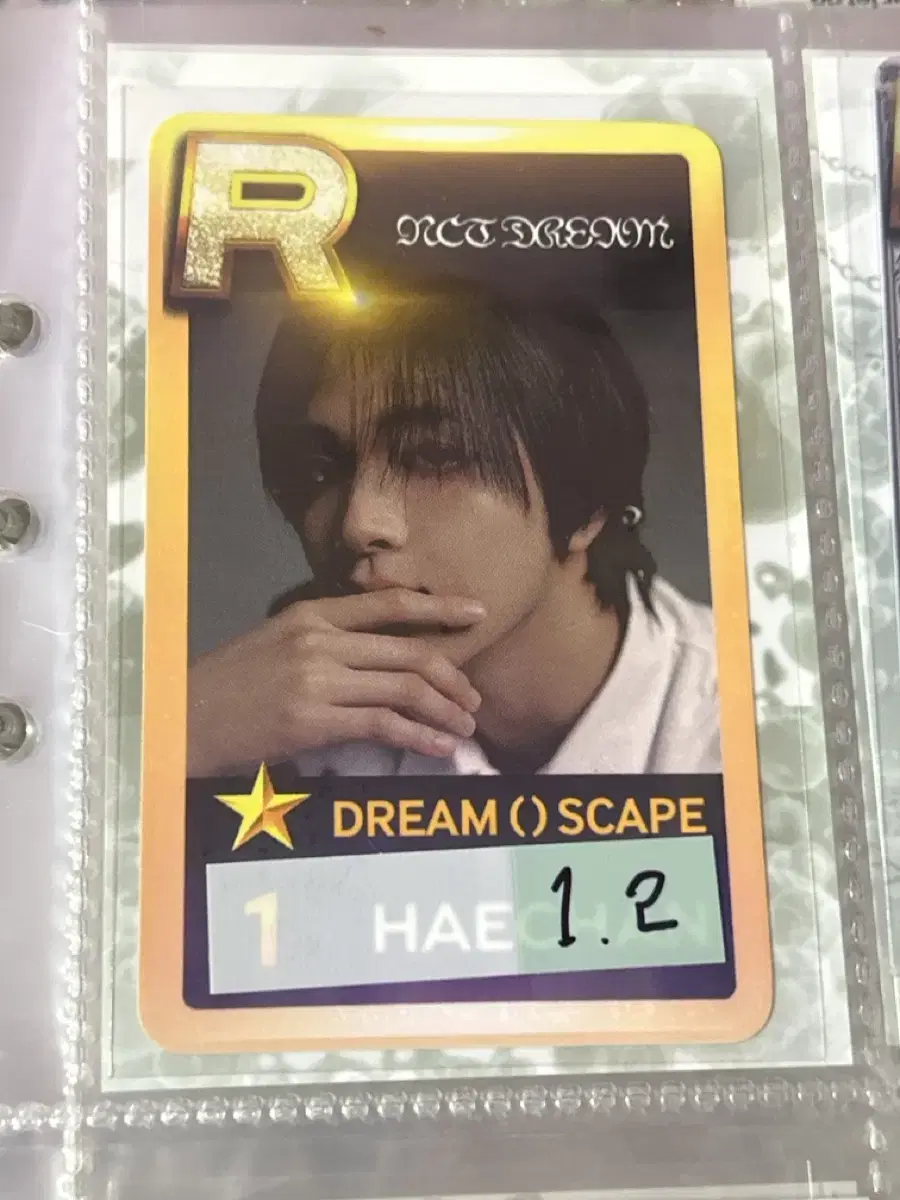 R
NCT DREAM
DREAM ( ) SCAPE
1 HAECHAN
1.2